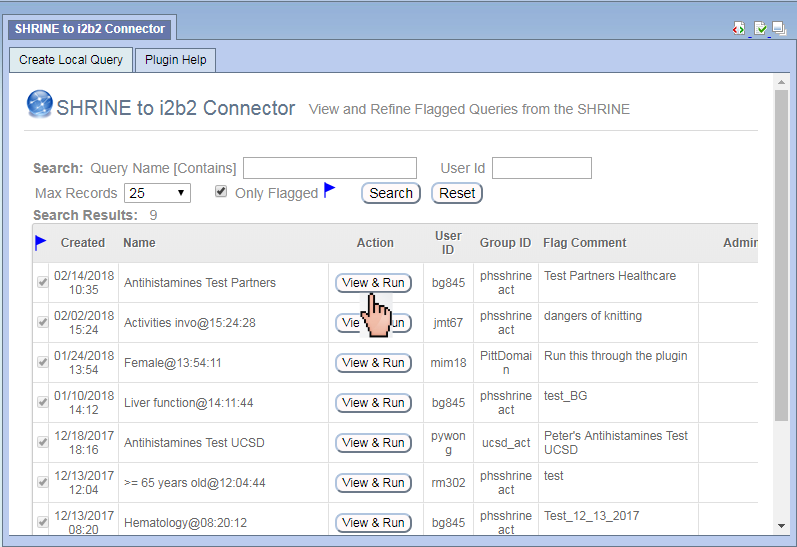 SHRINE to i2b2 Connector
Create Local Query Plugin Help
SHRINE to i2b2 Connector View and Refine Flagged Queries from the SHRINE
Search: Query Name [Contains] User Id
Max Records 25 Only Flagged Search Reset
Search Results: 9
Created Name Action User ID Group ID Flag Comment Admin
02/14/2018 10:35 Antihistamines Test Partners View & Run bg845 phsshrine act Test Partners Healthcare
02/02/2018 15:24 Activities invo@15:24:28 jmt67 phsshrine act dangers of knitting
01/24/2018 13:54 Female@13:54:11 View & Run mim18 PittDomai n Run this through the plugin
01/10/2018 14:12 Liver function@14:11:44 View & Run bg845 phsshrine act test_BG
12/18/2017 18:16 Antihistamines Test UCSD View & Run pywon g ucsd_act Peter's Antihistamines Test UCSD
12/13/2017 12:04 >= 65 years old@12:04:44 View & Run rm302 phsshrine act test
12/13/2017 08:20 Hematology@08:20:12 View & Run bg845 phsshrine act Test_12_13_2017